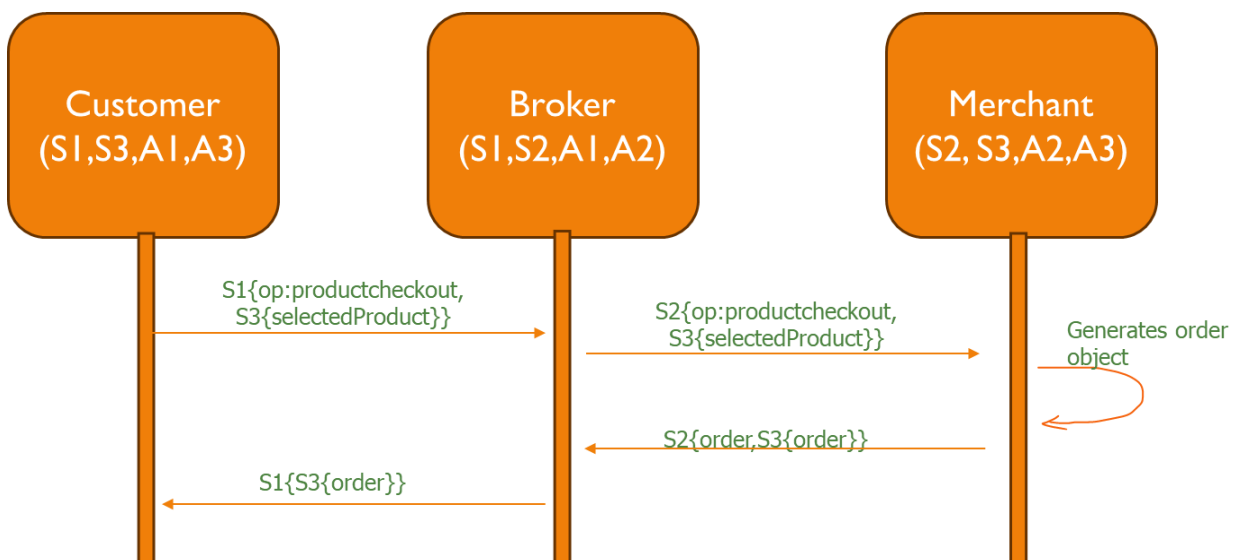 Customer
(S1,S3,A1,A3)
Broker
(S1,S2,A1,A2)
Merchant
(S2, S3,A2,A3)
S1{op:productcheckout,
S3{selectedProduct}}
S2{op:productcheckout,
S3{selectedProduct}}
Generates order
object
S2{order,S3{order}}
S1{S3{order}}